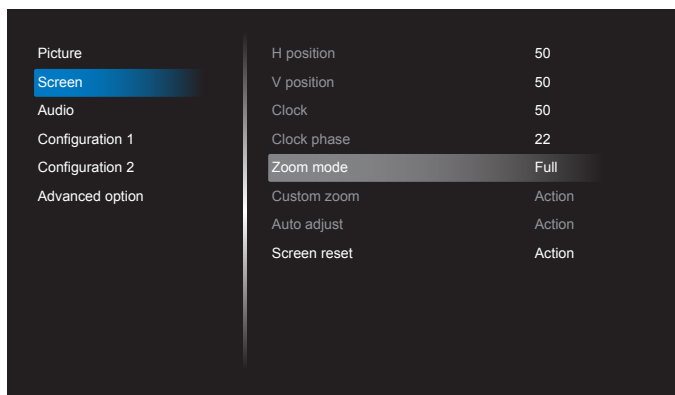 Picture
Screen
Audio
Configuration 1
Configuration 2
Advanced option
H position 50
V position 50
Clock 50
Clock phase 22
Zoom mode Full
Custom zoom Action
Auto adjust Action
Screen reset Action